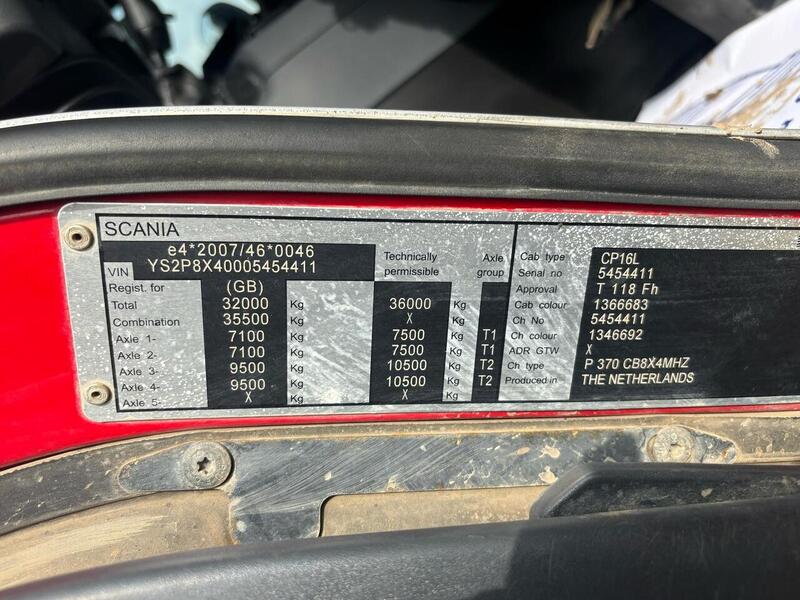 SCANIA
e4*2007/46*0046
VIN YS2P8X40005454411
Technically permissible
Axle group
Regist. for (GB)
Total 32000 Kg 36000 Kg
Combination 35500 Kg X Kg
Axle 1- 7100 Kg 7500 Kg T1
Axle 2- 7100 Kg 7500 Kg T1
Axle 3- 9500 Kg 10500 Kg T2
Axle 4- 9500 Kg 10500 Kg T2
Axle 5- X Kg X Kg
Cab type CP16L
Serial no 5454411
Approval T 118 Fh
Cab colour 1366683
Ch No 5454411
Ch colour 1346692
ADR GTW X
Ch type P 370 CB8X4MHZ
Produced in THE NETHERLANDS